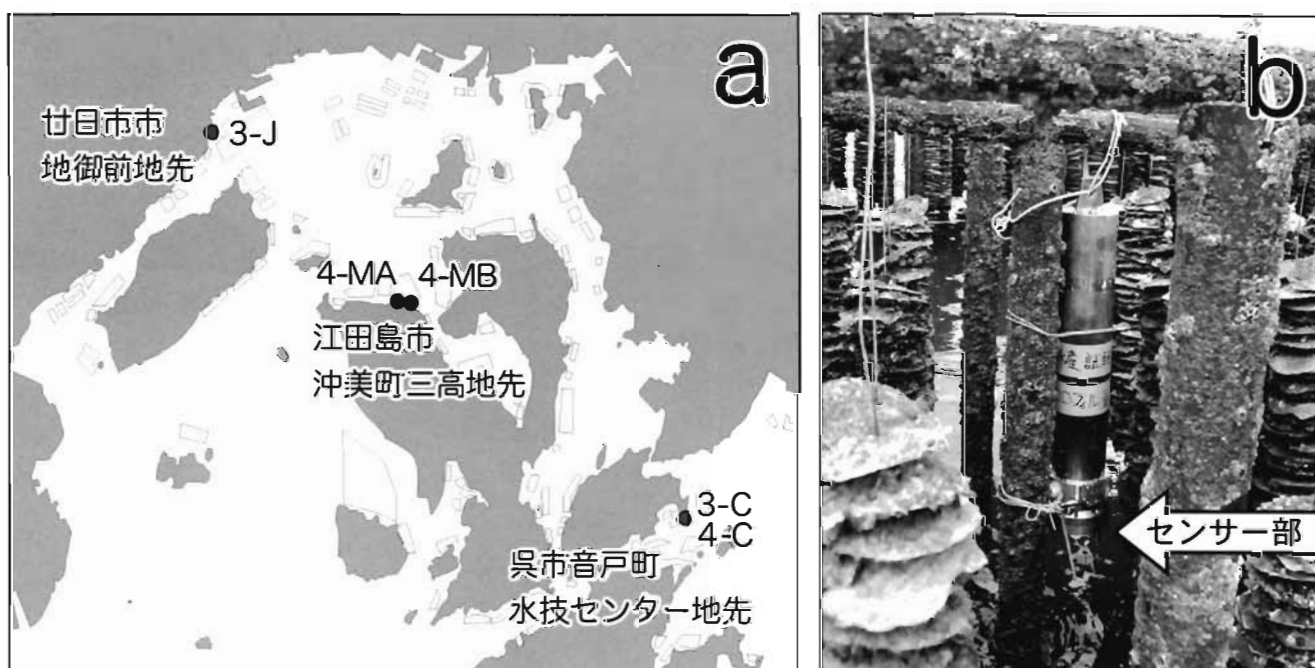 a
廿日市市
地御前地先
3-J
4-MA
4-MB
江田島市
沖美町三高地先
3-C
4-C
呉市音戸町
水技センター地先
b
センサー部